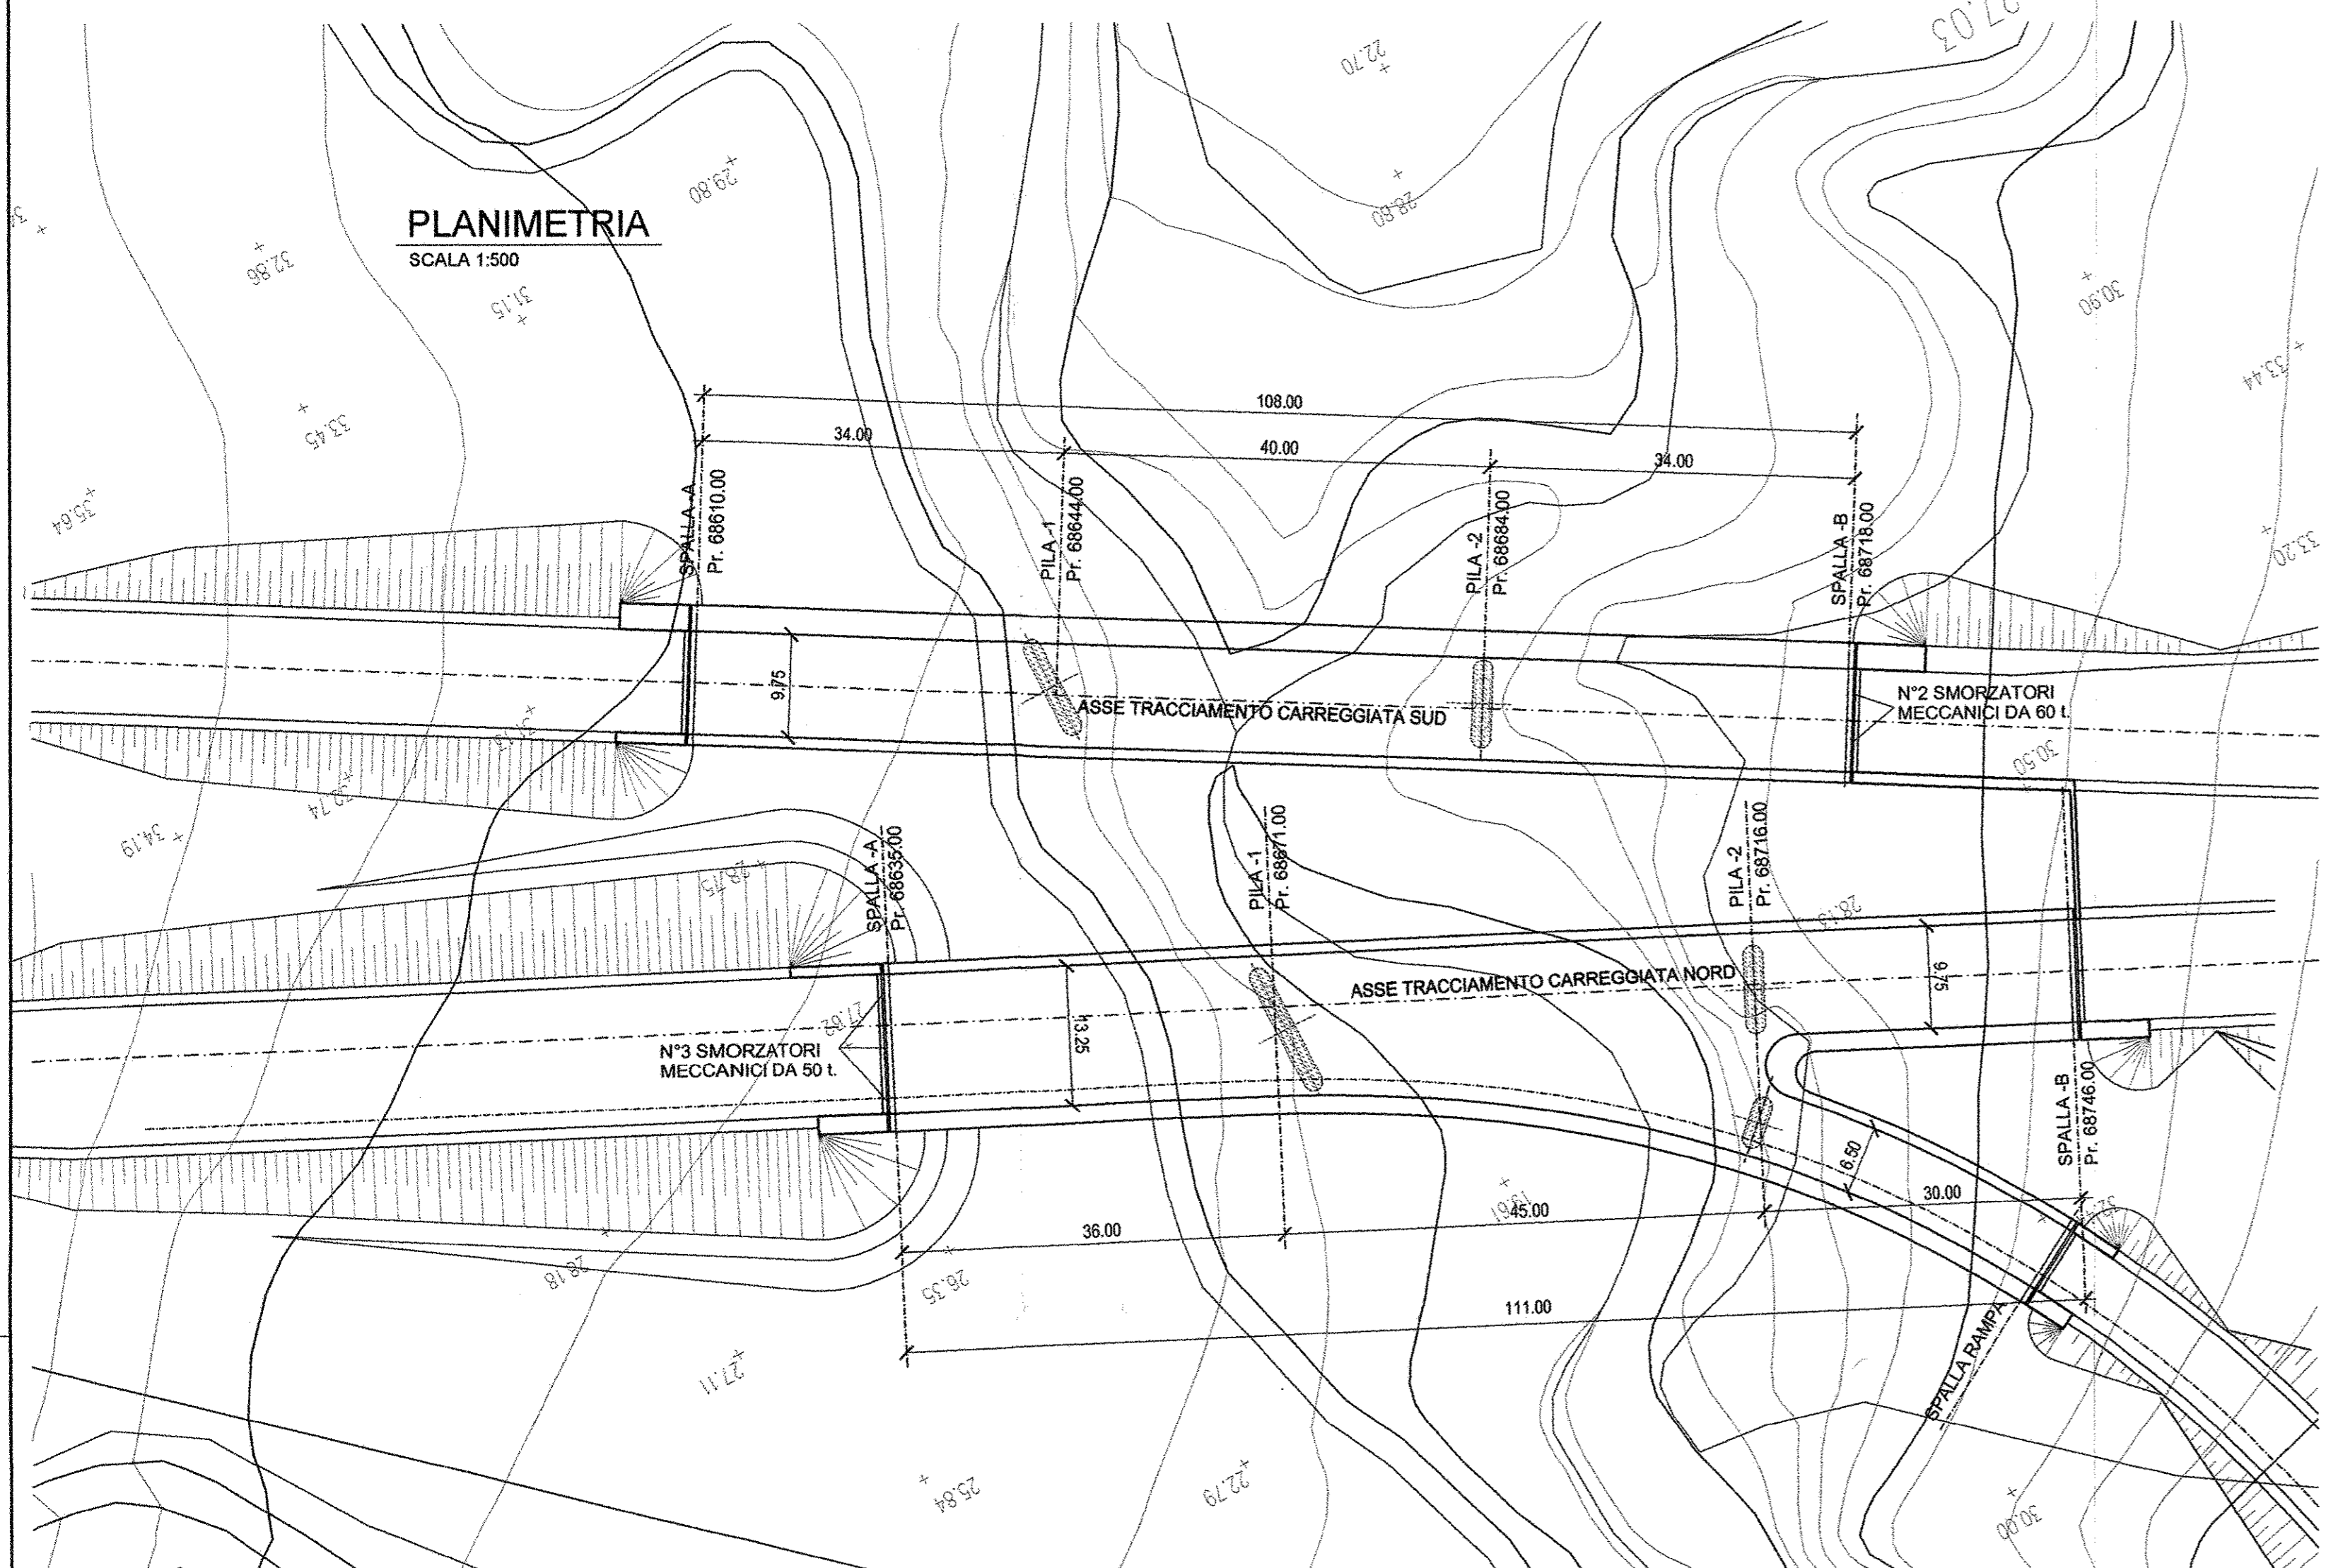 27.03
22.70
29.80
28.80
PLANIMETRIA
SCALA 1:500
32.86
31.15
30.90
33.44
33.45
108.00
34.00
40.00
34.00
35.64
SPALLA -A
Pr. 68610.00
PILA -1
Pr. 68644.00
PILA -2
Pr. 68684.00
SPALLA -B
Pr. 68718.00
33.20
9.75
ASSE TRACCIAMENTO CARREGGIATA SUD
N°2 SMORZATORI
MECCANICI DA 60 t.
30.50
34.19
28.75
SPALLA -A
Pr. 68635.00
PILA -1
Pr. 68671.00
PILA -2
Pr. 68716.00
28.13
ASSE TRACCIAMENTO CARREGGIATA NORD
9.75
27.62
13.25
N°3 SMORZATORI
MECCANICI DA 50 t.
SPALLA -B
Pr. 68746.00
6.50
30.00
45.00
36.00
28.18
26.35
111.00
SPALLA RAMPA
27.11
25.84
22.79
30.00